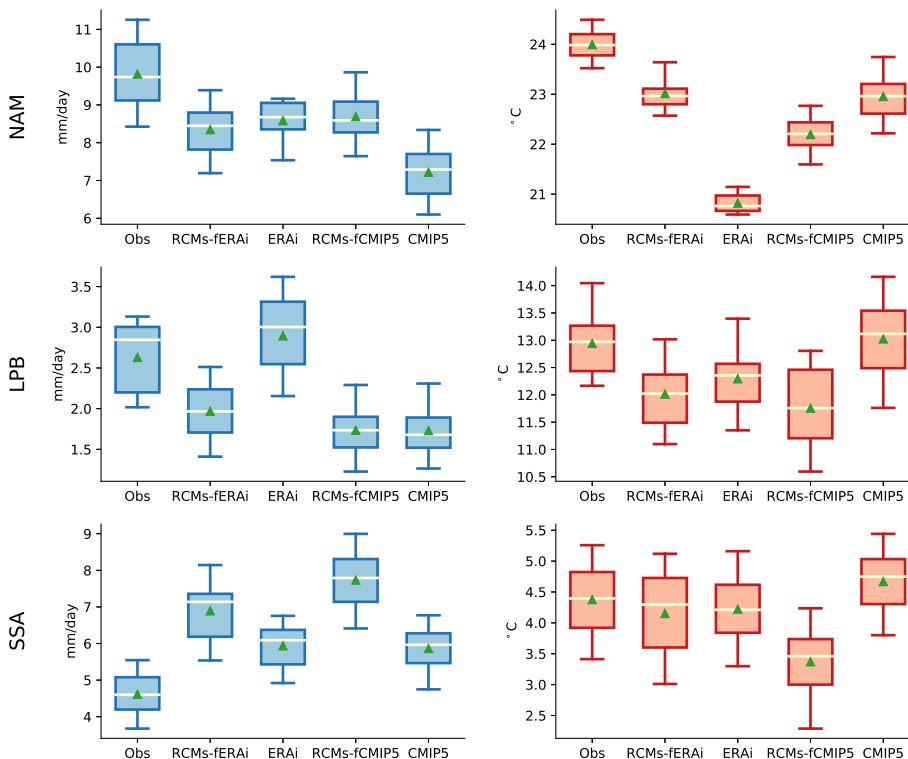 NAM
mm/day
11
10
9
8
7
6
Obs RCMs-fERAi ERAi RCMs-fCMIP5 CMIP5
°C
24
23
22
21
Obs RCMs-fERAi ERAi RCMs-fCMIP5 CMIP5
LPB
mm/day
3.5
3.0
2.5
2.0
1.5
Obs RCMs-fERAi ERAi RCMs-fCMIP5 CMIP5
°C
14.0
13.5
13.0
12.5
12.0
11.5
11.0
10.5
Obs RCMs-fERAi ERAi RCMs-fCMIP5 CMIP5
SSA
mm/day
9
8
7
6
5
4
Obs RCMs-fERAi ERAi RCMs-fCMIP5 CMIP5
°C
5.5
5.0
4.5
4.0
3.5
3.0
2.5
Obs RCMs-fERAi ERAi RCMs-fCMIP5 CMIP5